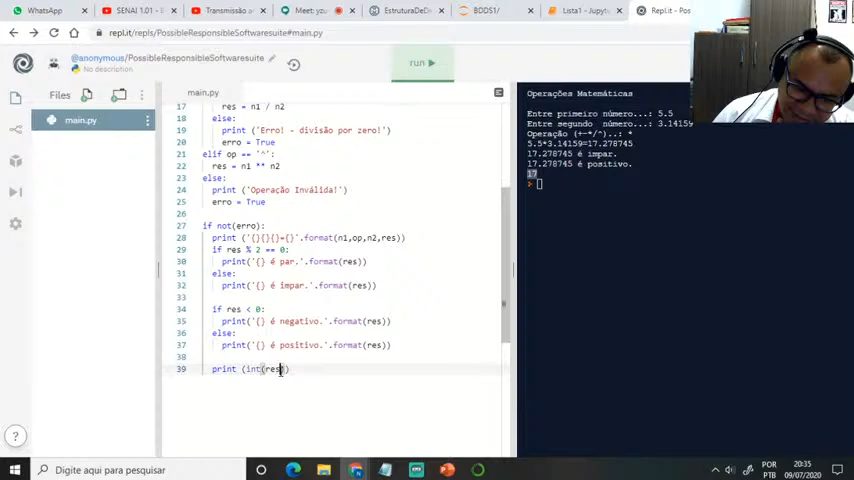 WhatsApp
SENAI 1.01 -
Transmissão a
Meet: yzu
EstruturaDeD
BDDS1/
Lista1 - Jupyte
Repl.it - Pos
repl.it/repls/PossibleResponsibleSoftwaresuite#main.py
@anonymous/PossibleResponsibleSoftwaresuite
No description
run
Files
main.py
main.py
17 res = n1 / n2
18 else:
19 print ('Erro! - divisão por zero!')
20 erro = True
21 elif op == '^':
22 res = n1 ** n2
23 else:
24 print ('Operação Inválida!')
25 erro = True
26
27 if not(erro):
28 print ('{}{}{}={}'.format(n1,op,n2,res))
29 if res % 2 == 0:
30 print('{} é par.'.format(res))
31 else:
32 print('{} é impar.'.format(res))
33
34 if res < 0:
35 print('{} é negativo.'.format(res))
36 else:
37 print('{} é positivo.'.format(res))
38
39 print (int(res))
Operações Matemáticas
Entre primeiro número...: 5.5
Entre segundo número...: 3.14159
Operação (+-*/^)..: *
5.5*3.14159=17.278745
17.278745 é impar.
17.278745 é positivo.
17
>
?
Digite aqui para pesquisar
POR
PTB
20:35
09/07/2020